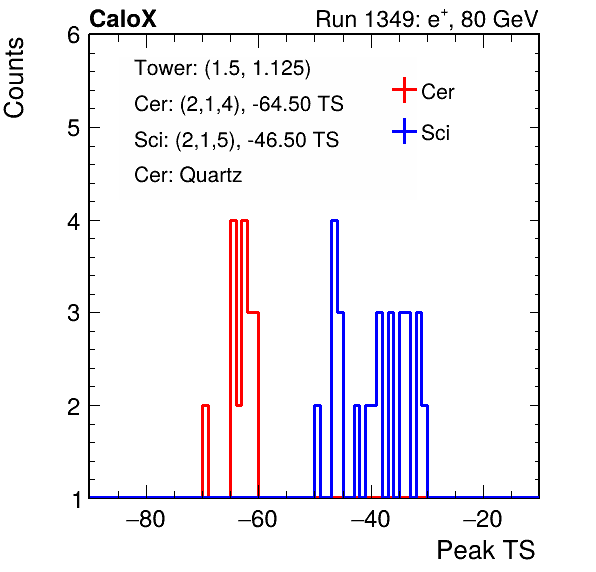 CaloX Run 1349: e+, 80 GeV
Counts
6
5
4
3
2
1
Tower: (1.5, 1.125)
Cer: (2,1,4), -64.50 TS
Sci: (2,1,5), -46.50 TS
Cer: Quartz
Cer
Sci
−80 −60 −40 −20
Peak TS